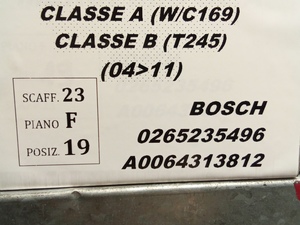 CLASSE A (W/C169)
CLASSE B (T245)
(04>11)
SCAFF. 23
PIANO F
POSIZ. 19
BOSCH
0265235496
A0064313812